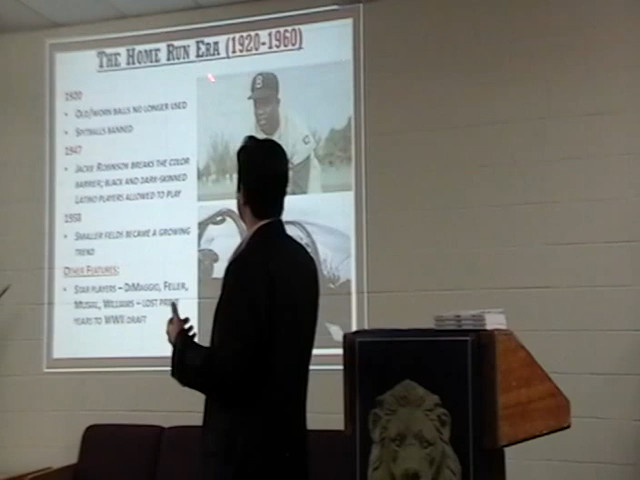 THE HOME RUN ERA (1920-1960)
1920
• OLD/WORN BALLS NO LONGER USED
• SPITBALLS BANNED
1947
• JACKIE ROBINSON BREAKS THE COLOR
BARRIER; BLACK AND DARK-SKINNED
LATINO PLAYERS ALLOWED TO PLAY
• SMALLER FIELDS BECAME A GROWING
TREND
OTHER FEATURES:
• STAR PLAYERS – DIMAGGIO, FELLER,
MUSIAL, WILLIAMS – LOST PRIME
YEARS TO WWII DRAFT
B